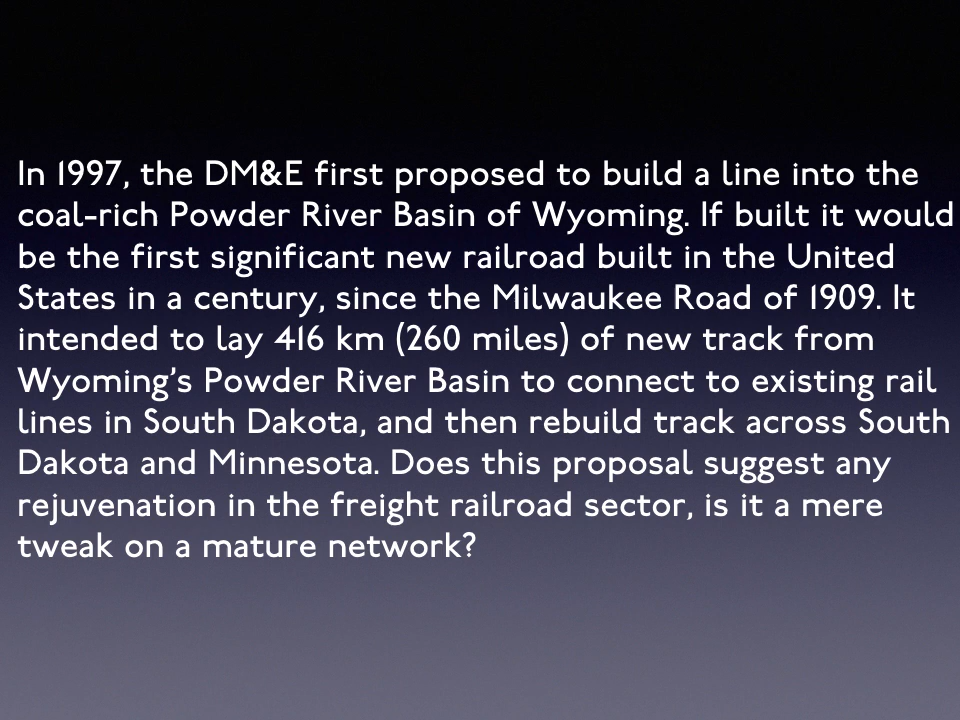 In 1997, the DM&E first proposed to build a line into the
coal-rich Powder River Basin of Wyoming. If built it would
be the first significant new railroad built in the United
States in a century, since the Milwaukee Road of 1909. It
intended to lay 416 km (260 miles) of new track from
Wyoming's Powder River Basin to connect to existing rail
lines in South Dakota, and then rebuild track across South
Dakota and Minnesota. Does this proposal suggest any
rejuvenation in the freight railroad sector, is it a mere
tweak on a mature network?